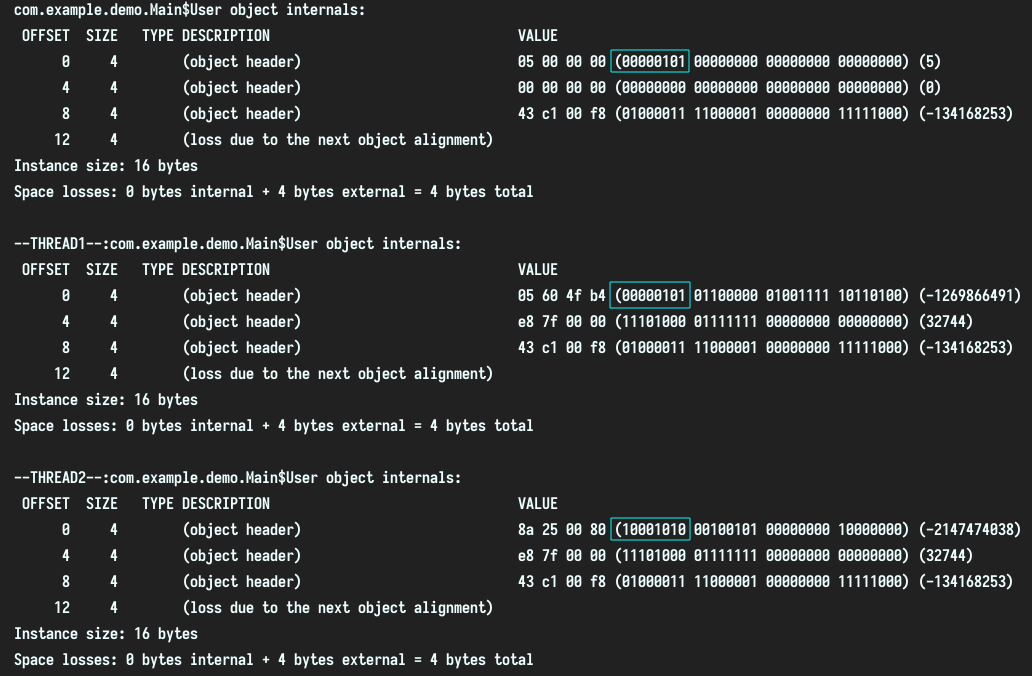 com.example.demo.Main$User object internals:
OFFSET SIZE TYPE DESCRIPTION VALUE
0 4 (object header) 05 00 00 00 (00000101 00000000 00000000 00000000) (5)
4 4 (object header) 00 00 00 00 (00000000 00000000 00000000 00000000) (0)
8 4 (object header) 43 c1 00 f8 (01000011 11000001 00000000 11111000) (-134168253)
12 4 (loss due to the next object alignment)
Instance size: 16 bytes
Space losses: 0 bytes internal + 4 bytes external = 4 bytes total
--THREAD1--:com.example.demo.Main$User object internals:
OFFSET SIZE TYPE DESCRIPTION VALUE
0 4 (object header) 05 60 4f b4 (00000101 01100000 01001111 10110100) (-1269866491)
4 4 (object header) e8 7f 00 00 (11101000 01111111 00000000 00000000) (32744)
8 4 (object header) 43 c1 00 f8 (01000011 11000001 00000000 11111000) (-134168253)
12 4 (loss due to the next object alignment)
Instance size: 16 bytes
Space losses: 0 bytes internal + 4 bytes external = 4 bytes total
--THREAD2--:com.example.demo.Main$User object internals:
OFFSET SIZE TYPE DESCRIPTION VALUE
0 4 (object header) 8a 25 00 80 (10001010 00100101 00000000 10000000) (-2147474038)
4 4 (object header) e8 7f 00 00 (11101000 01111111 00000000 00000000) (32744)
8 4 (object header) 43 c1 00 f8 (01000011 11000001 00000000 11111000) (-134168253)
12 4 (loss due to the next object alignment)
Instance size: 16 bytes
Space losses: 0 bytes internal + 4 bytes external = 4 bytes total